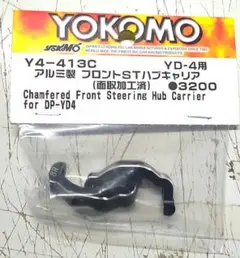 YOKOMO
YOKOMO
Y4-413C YD-4用
アルミ製 フロントSTハブキャリア
(面取加工済) ●3200
Chamfered Front Steering Hub Carrier
for DP-YD4